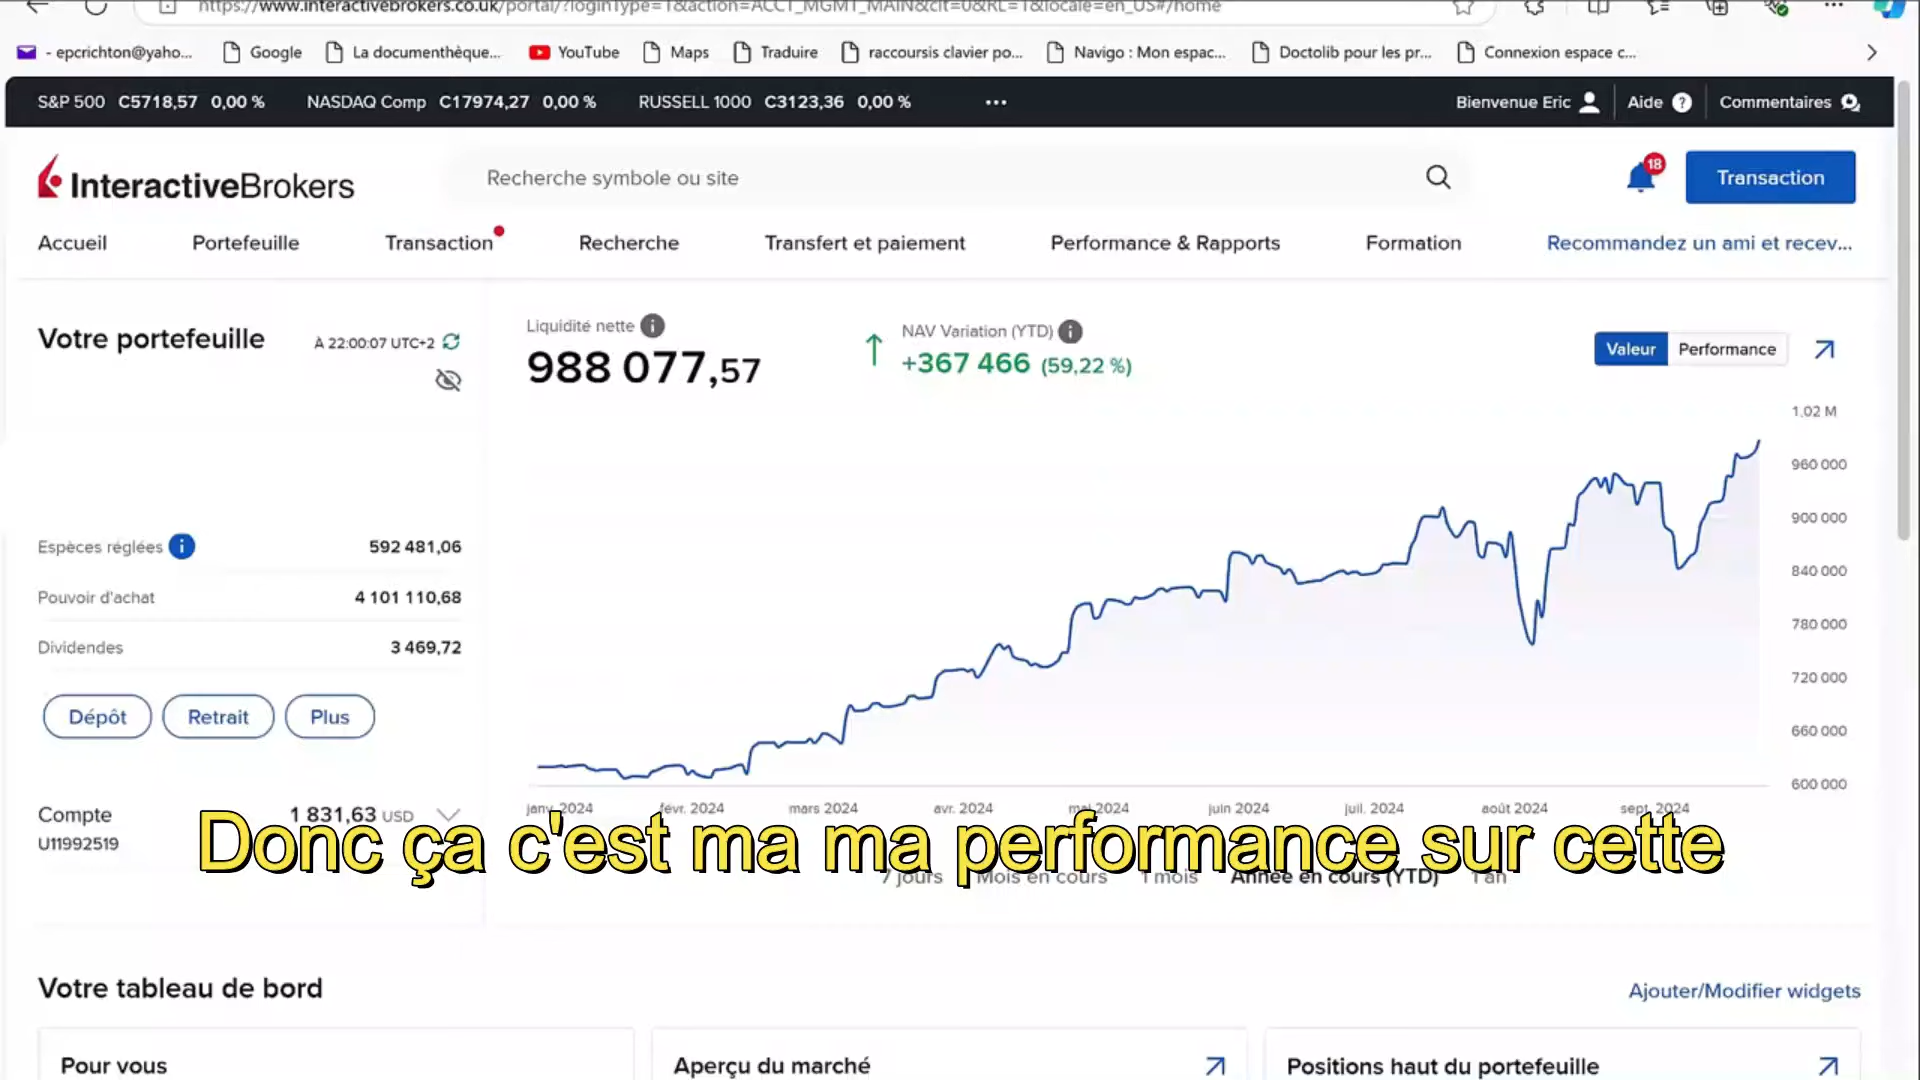 https://www.interactivebrokers.co.uk/portal/?loginType=1&action=ACCT_MGMT_MAIN&clt=0&RL=1&locale=en_US#/home
- epcrichton@yaho...
Google
La documenthèque...
YouTube
Maps
Traduire
raccoursis clavier po...
Navigo : Mon espac...
Doctolib pour les pr...
Connexion espace c...
S&P 500 C5718,57 0,00 %
NASDAQ Comp C17974,27 0,00 %
RUSSELL 1000 C3123,36 0,00 %
...
Bienvenue Eric
Aide ?
Commentaires
InteractiveBrokers
Recherche symbole ou site
18
Transaction
Accueil
Portefeuille
Transaction
Recherche
Transfert et paiement
Performance & Rapports
Formation
Recommandez un ami et recev...
Votre portefeuille
À 22:00:07 UTC+2
Liquidité nette i
988 077,57
NAV Variation (YTD) i
+367 466 (59,22 %)
Valeur
Performance
1.02 M
960 000
900 000
840 000
780 000
720 000
660 000
600 000
Espèces réglées i 592 481,06
Pouvoir d'achat 4 101 110,68
Dividendes 3 469,72
Dépôt
Retrait
Plus
Compte 1 831,63 USD
U11992519
janv. 2024
févr. 2024
mars 2024
avr. 2024
mai 2024
juin 2024
juil. 2024
août 2024
sept. 2024
Donc ça c'est ma ma performance sur cette
7 jours
Mois en cours
1 mois
Année en cours (YTD)
1 an
Votre tableau de bord
Ajouter/Modifier widgets
Pour vous
Aperçu du marché
Positions haut du portefeuille